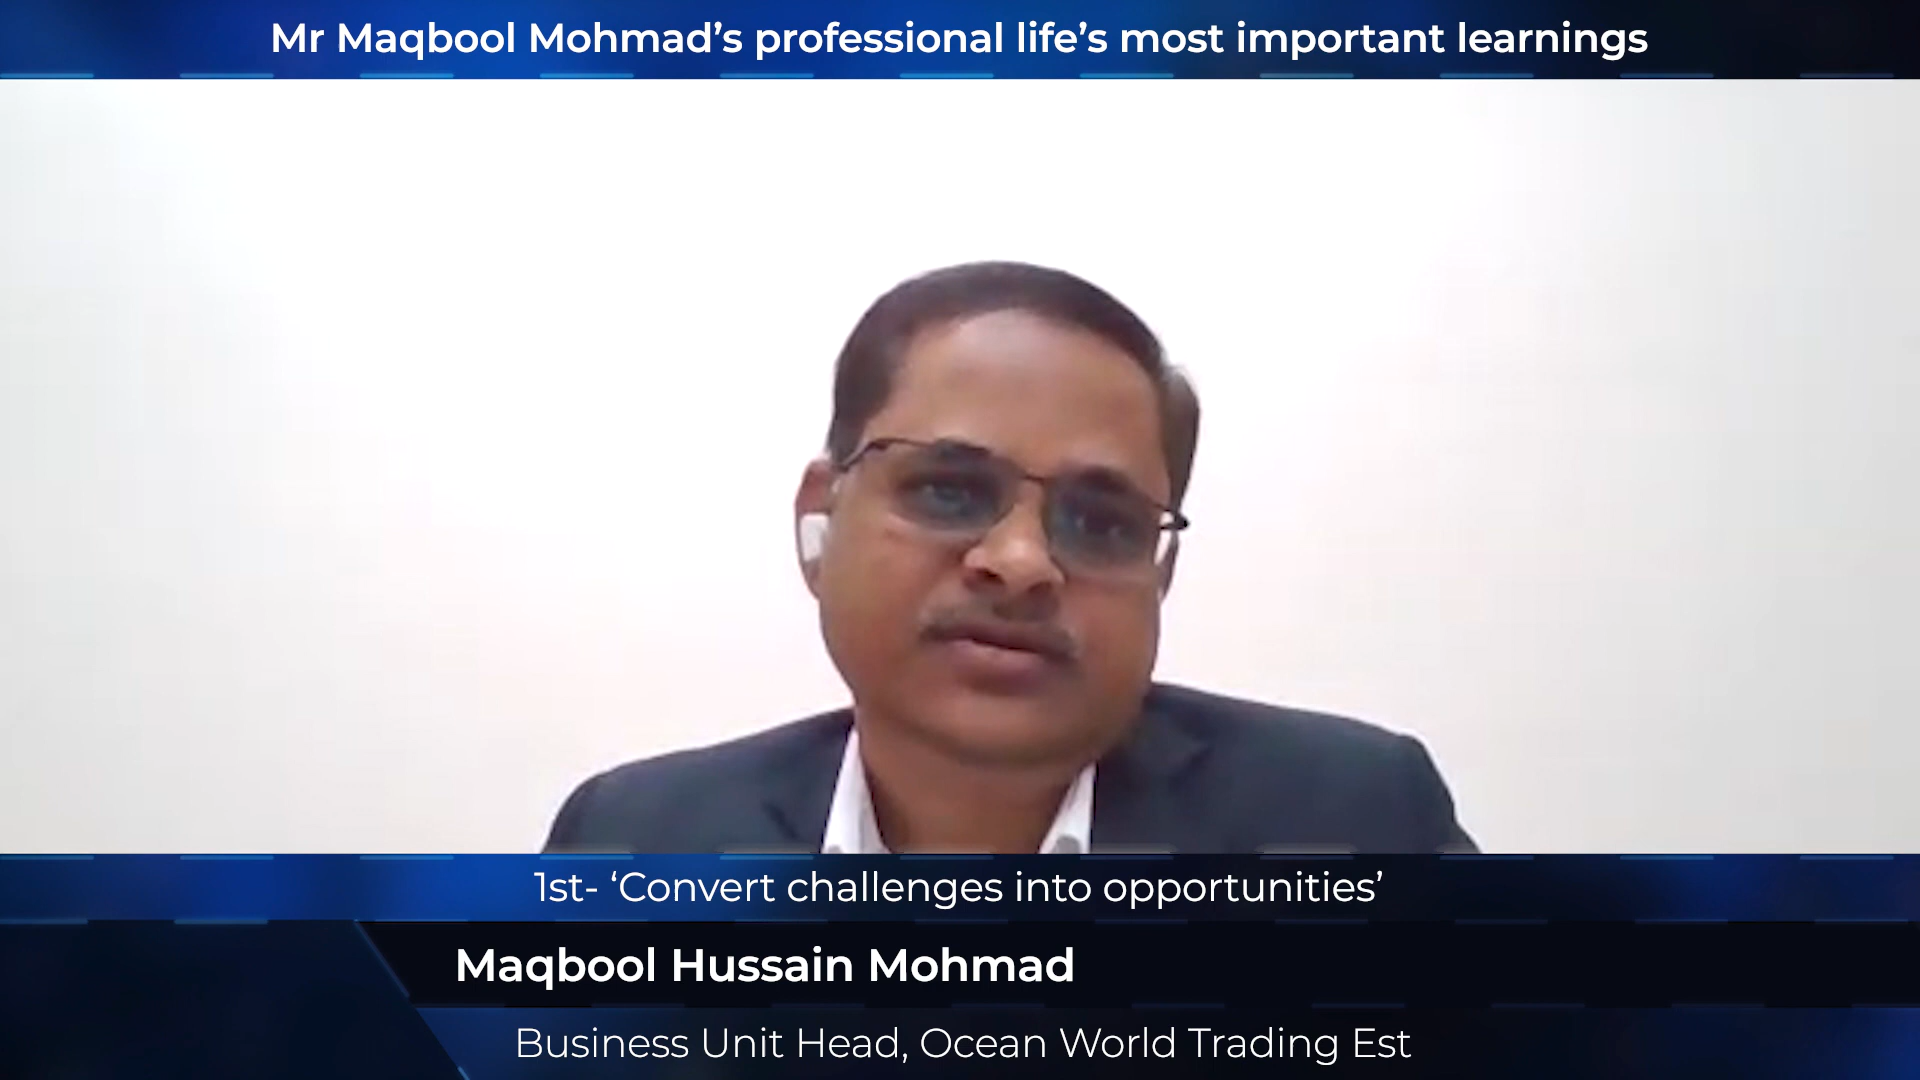 Mr Maqbool Mohmad’s professional life’s most important learnings
1st- ‘Convert challenges into opportunities’
Maqbool Hussain Mohmad
Business Unit Head, Ocean World Trading Est